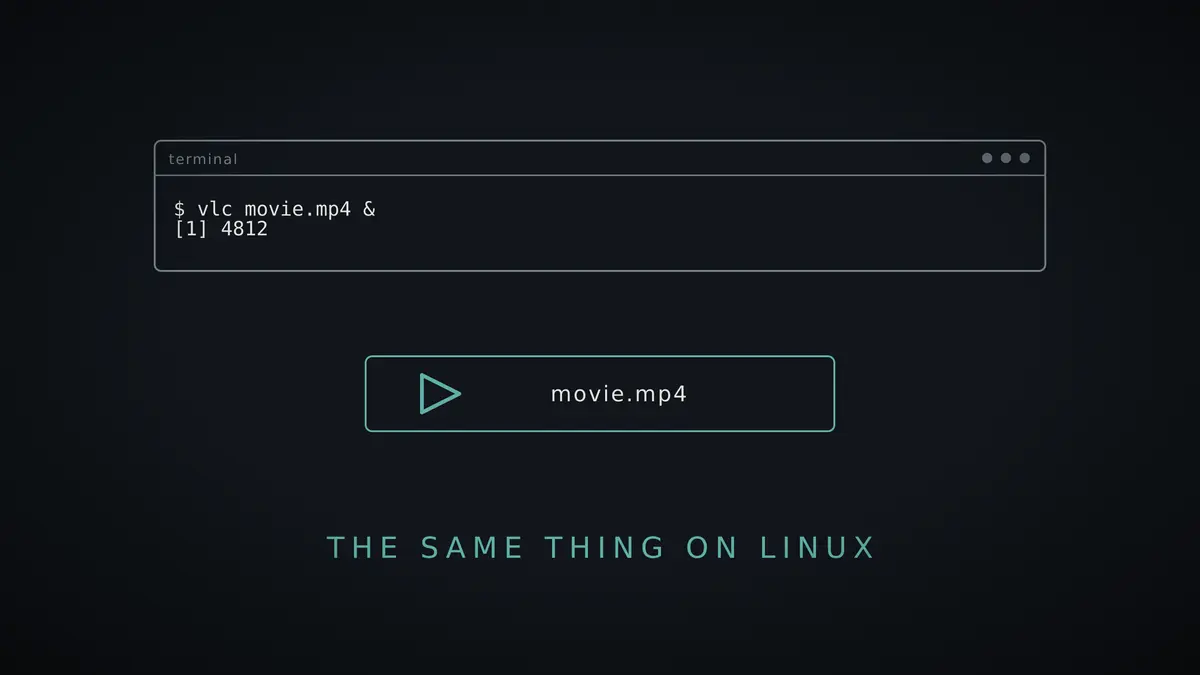 terminal
$ vlc movie.mp4 &
[1] 4812
movie.mp4
THE SAME THING ON LINUX